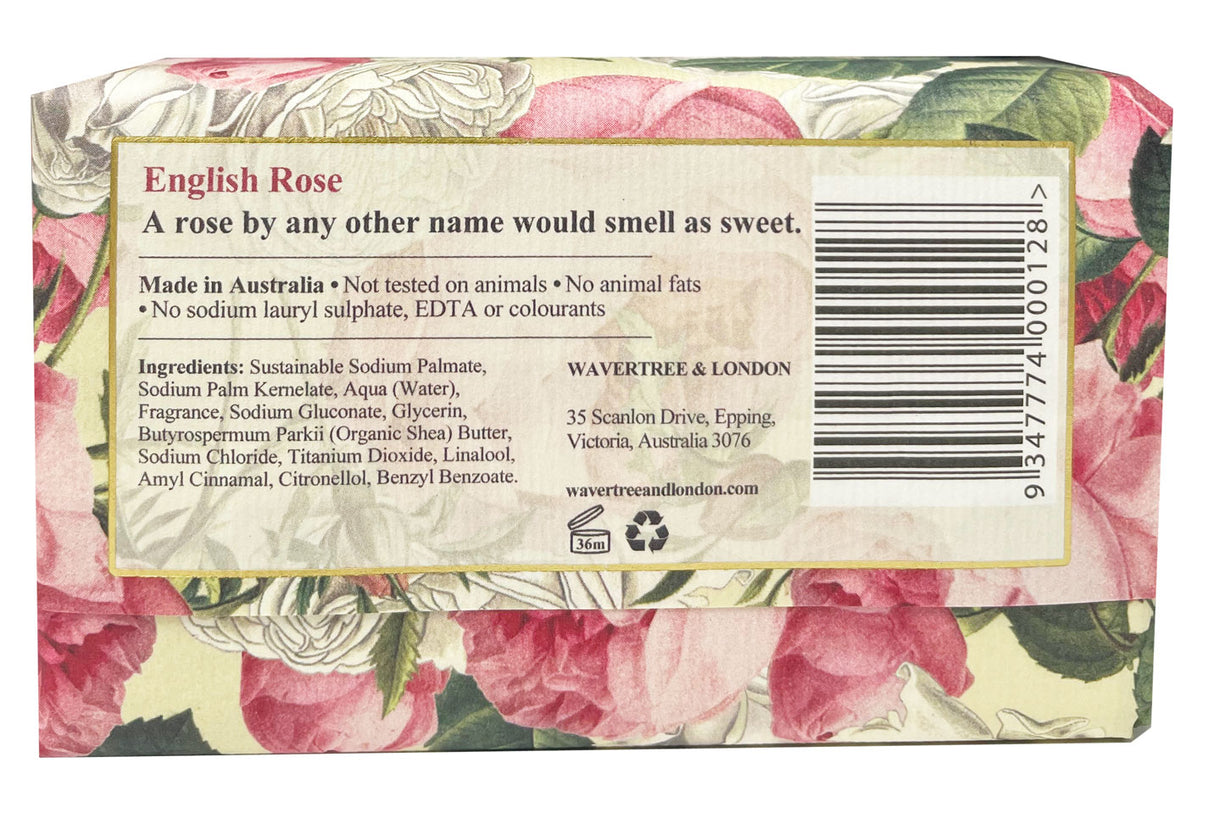 English Rose
A rose by any other name would smell as sweet.
Made in Australia • Not tested on animals • No animal fats
• No sodium lauryl sulphate, EDTA or colourants
Ingredients: Sustainable Sodium Palmate,
Sodium Palm Kernelate, Aqua (Water),
Fragrance, Sodium Gluconate, Glycerin,
Butyrospermum Parkii (Organic Shea) Butter,
Sodium Chloride, Titanium Dioxide, Linalool,
Amyl Cinnamal, Citronellol, Benzyl Benzoate.
WAVERTREE & LONDON
35 Scanlon Drive, Epping,
Victoria, Australia 3076
wavertreeandlondon.com
36m
9 347774 000128 >